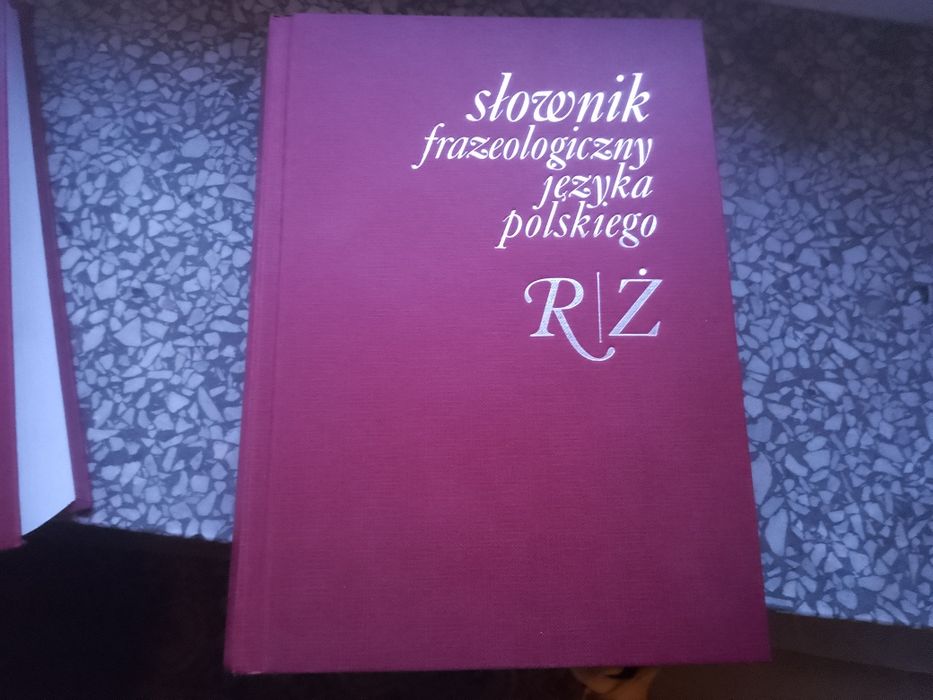 słownik
frazeologiczny
języka
polskiego
R|Ż